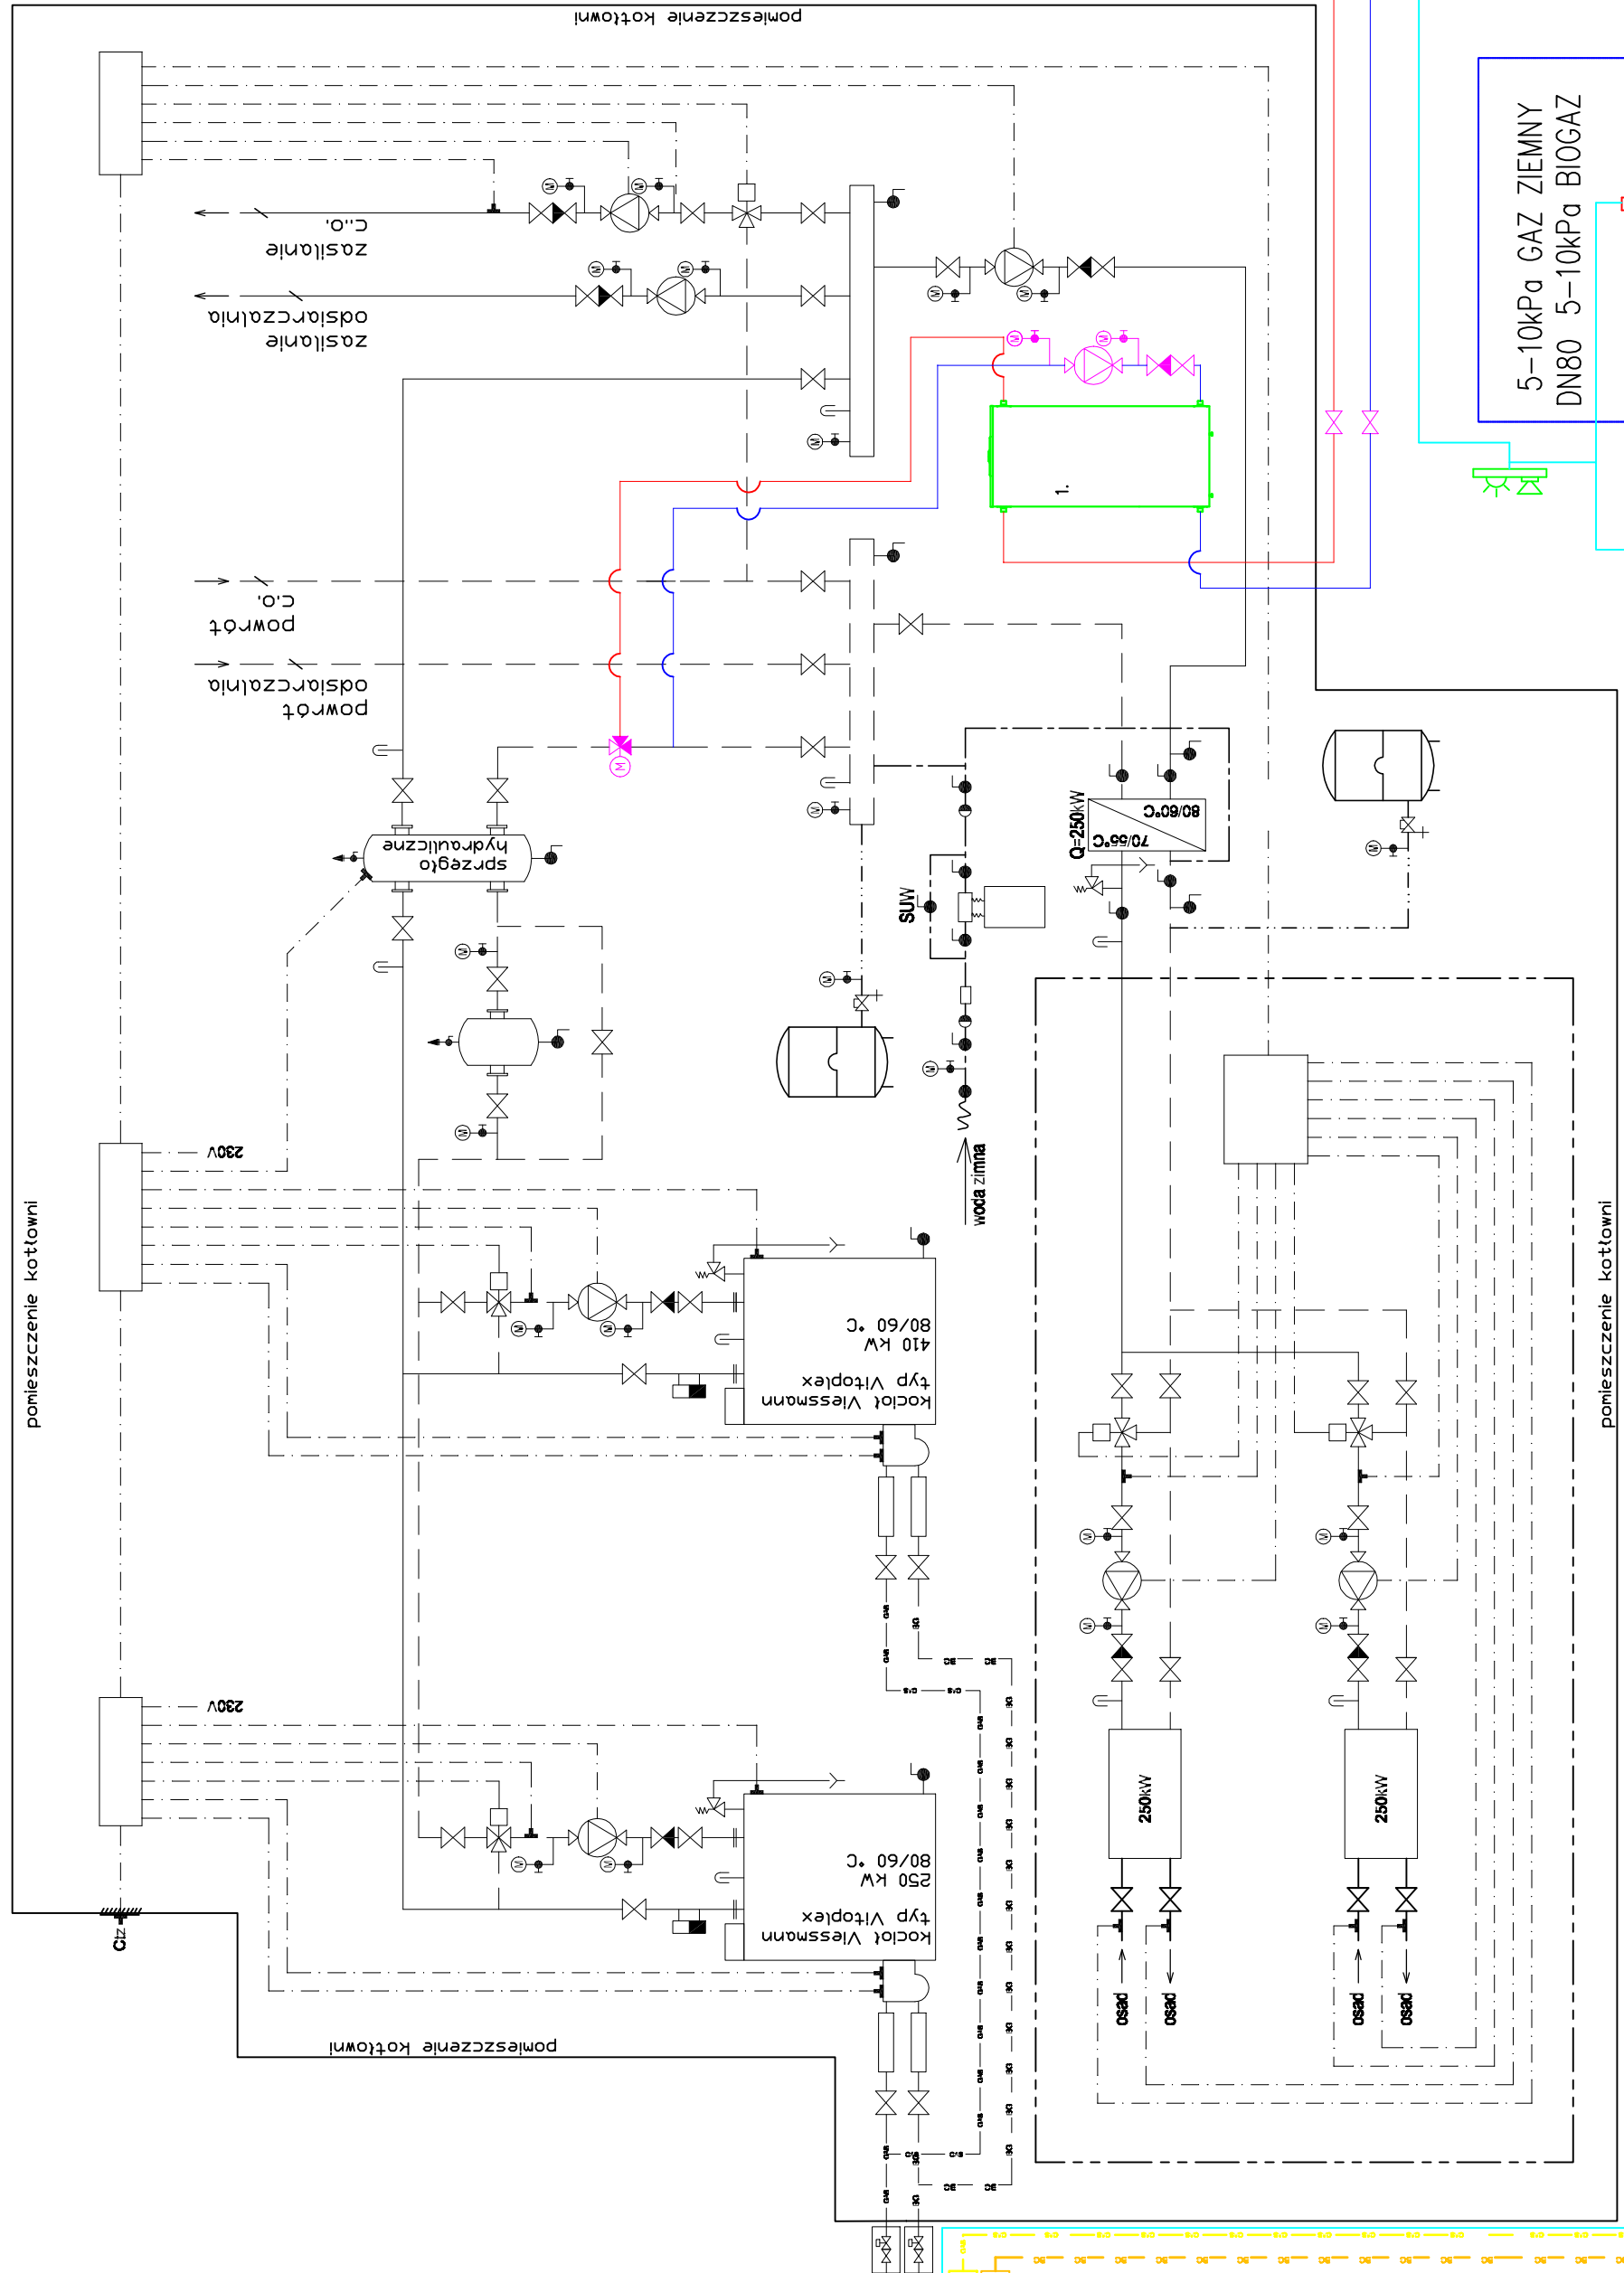 pomieszczenie kotłowni
zasilanie
c.o.
zasilanie
odsiarczalnia
5-10kPa GAZ ZIEMNY
DN80 5-10kPa BIOGAZ
1.
powrót
c.o.
powrót
odsiarczalnia
sprzęgło
hydrauliczne
Q=250kW
70/55°C
80/60°C
SUW
woda zimna
230V
pomieszczenie kotłowni
pomieszczenie kotłowni
kocioł Viessmann
typ Vitoplex
410 kW
80/60 °C
230V
kocioł Viessmann
typ Vitoplex
250 kW
80/60 °C
250kW
250kW
osad
osad
osad
osad
pomieszczenie kotłowni
M
GAS